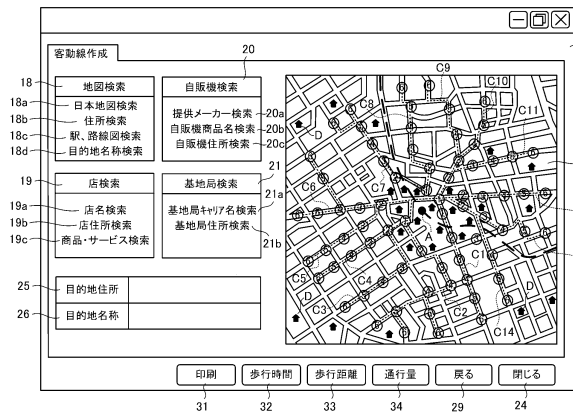 客動線作成
20
18
地図検索
18a
日本地図検索
18b
住所検索
18c
駅、路線図検索
18d
目的地名称検索
自販機検索
提供メーカー検索
20a
自販機商品名検索
20b
自販機住所検索
20c
19
店検索
19a
店名検索
19b
店住所検索
19c
商品・サービス検索
21
基地局検索
21a
基地局キャリア名検索
基地局住所検索
21b
25
目的地住所
26
目的地名称
C9
C10
C8
C11
D
C6
C7
A
C5
C4
C1
D
C3
C2
D
C14
印刷
歩行時間
歩行距離
通行量
戻る
閉じる
31
32
33
34
29
24